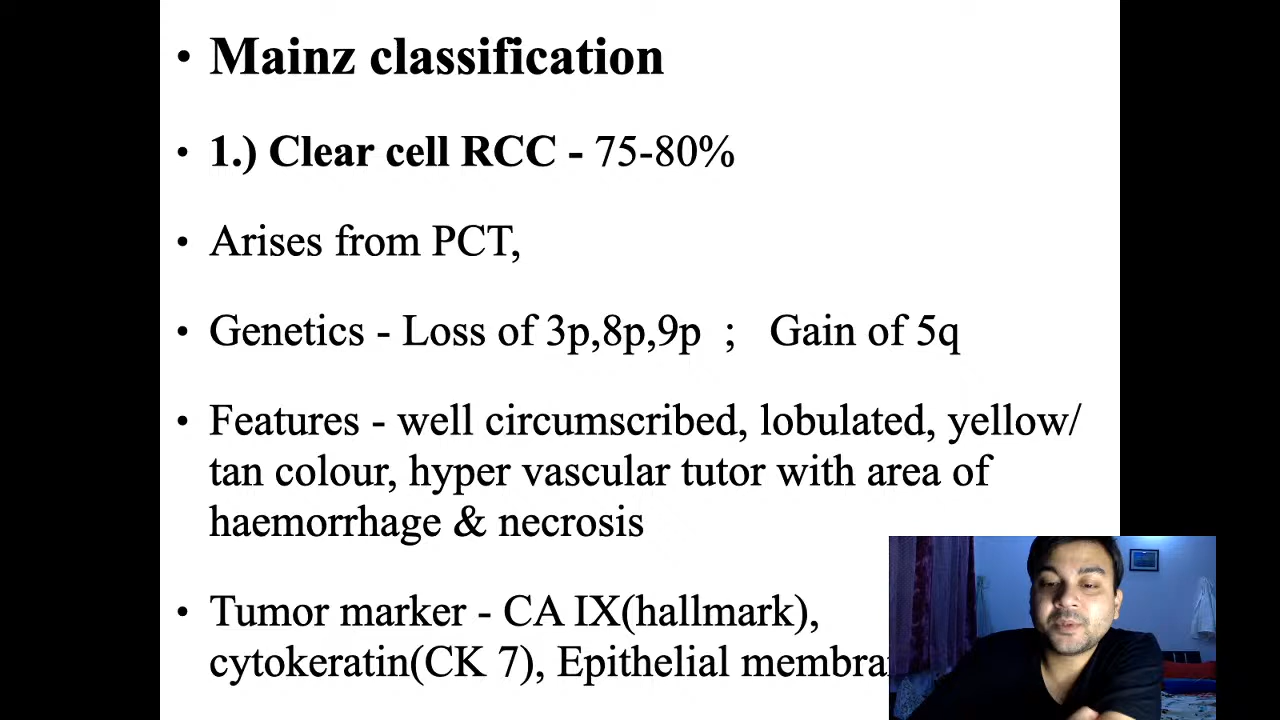 • Mainz classification
• 1.) Clear cell RCC - 75-80%
• Arises from PCT,
• Genetics - Loss of 3p,8p,9p ; Gain of 5q
• Features - well circumscribed, lobulated, yellow/
tan colour, hyper vascular tutor with area of
haemorrhage & necrosis
• Tumor marker - CA IX(hallmark),
cytokeratin(CK 7), Epithelial